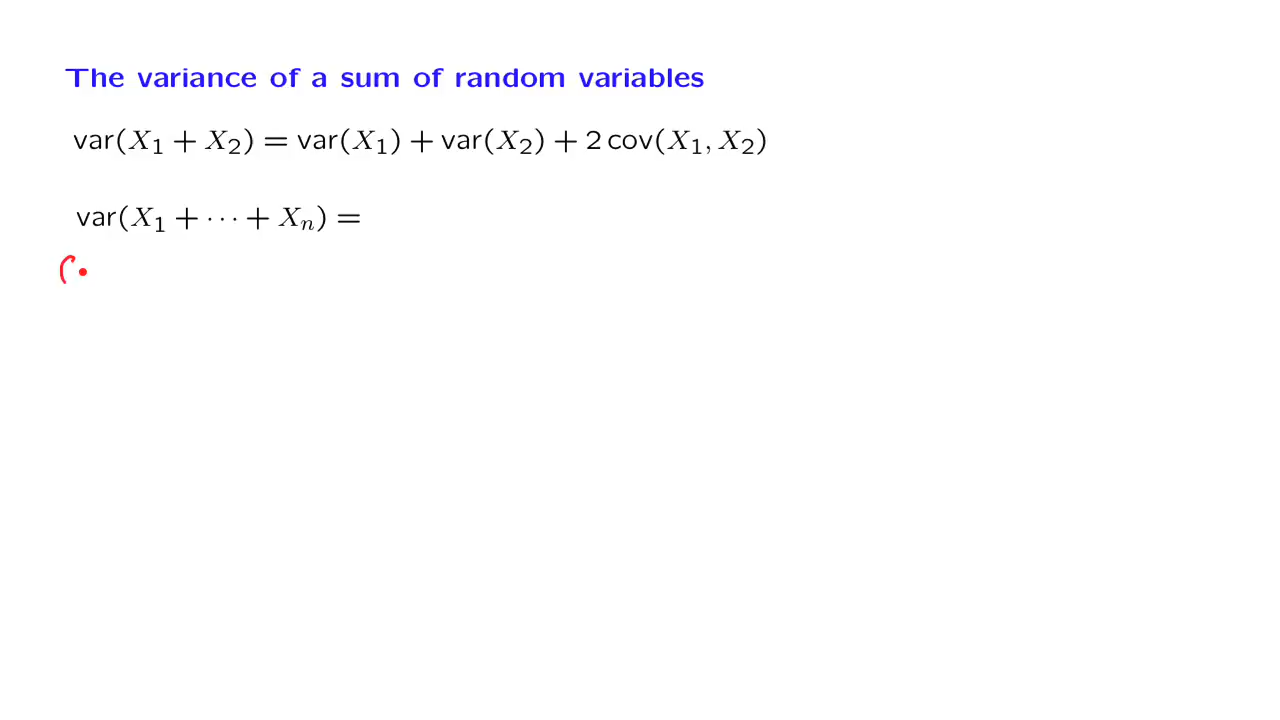 The variance of a sum of random variables
var(X₁ + X₂) = var(X₁) + var(X₂) + 2 cov(X₁, X₂)
var(X₁ + ··· + Xₙ) =